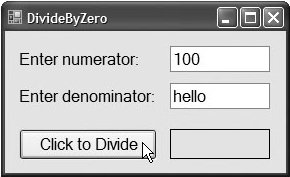 DivideByZero
Enter numerator: 100
Enter denominator: hello
Click to Divide